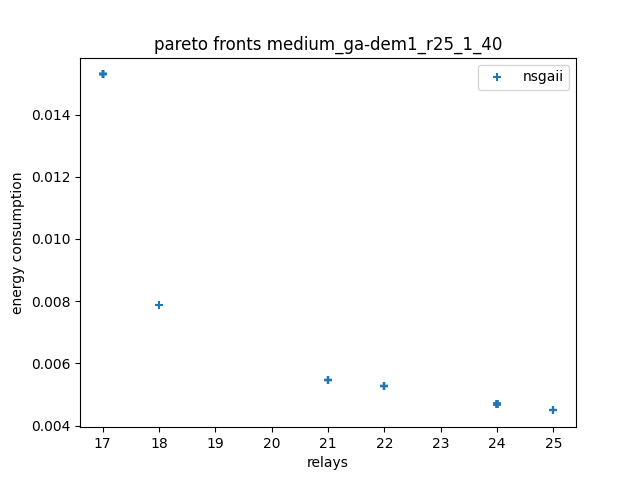 pareto fronts medium_ga-dem1_r25_1_40
nsgaii
0.014
0.012
0.010
0.008
0.006
0.004
energy consumption
17 18 19 20 21 22 23 24 25
relays